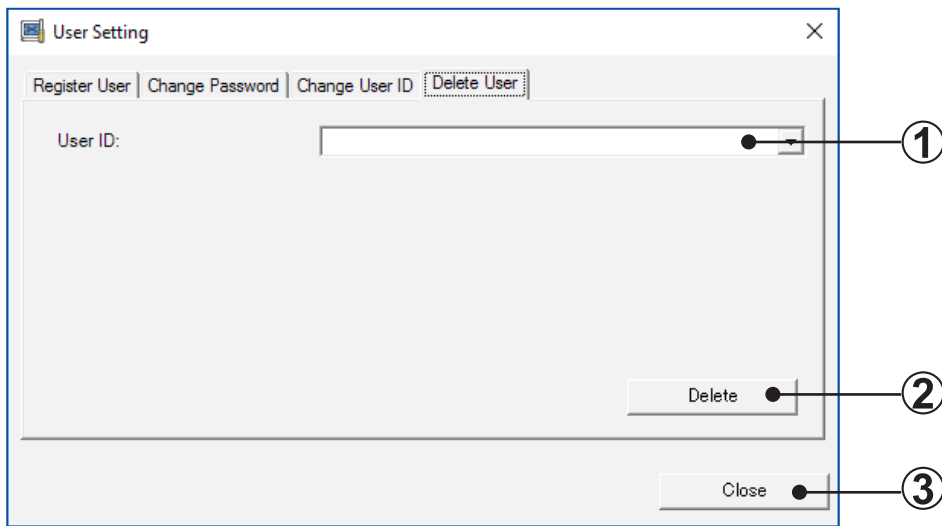 User Setting
Register User Change Password Change User ID Delete User
User ID:
1
Delete
2
Close
3